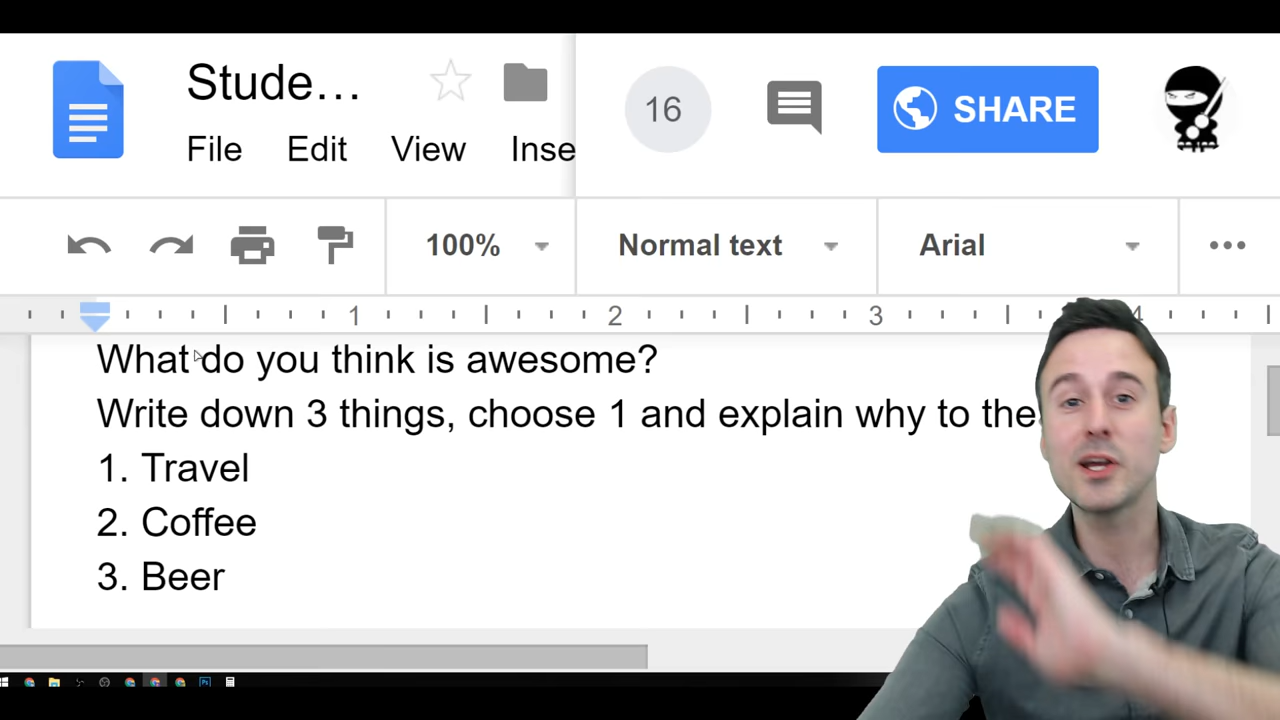 Stude...
File Edit View Inse
16
SHARE
100%
Normal text
Arial
1 2 3 4
What do you think is awesome?
Write down 3 things, choose 1 and explain why to the
1. Travel
2. Coffee
3. Beer